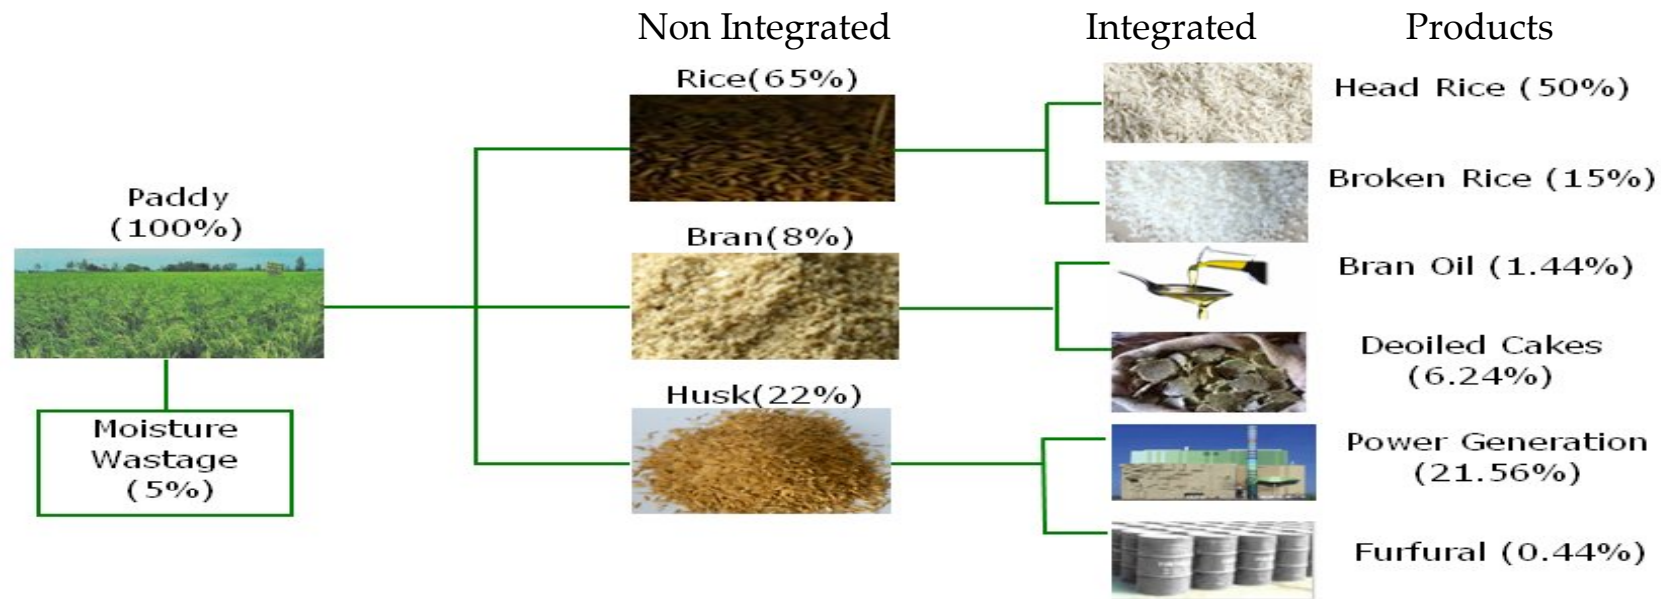 Non Integrated
Integrated
Products
Paddy
(100%)
Moisture
Wastage
(5%)
Rice(65%)
Bran(8%)
Husk(22%)
Head Rice (50%)
Broken Rice (15%)
Bran Oil (1.44%)
Deoiled Cakes
(6.24%)
Power Generation
(21.56%)
Furfural (0.44%)